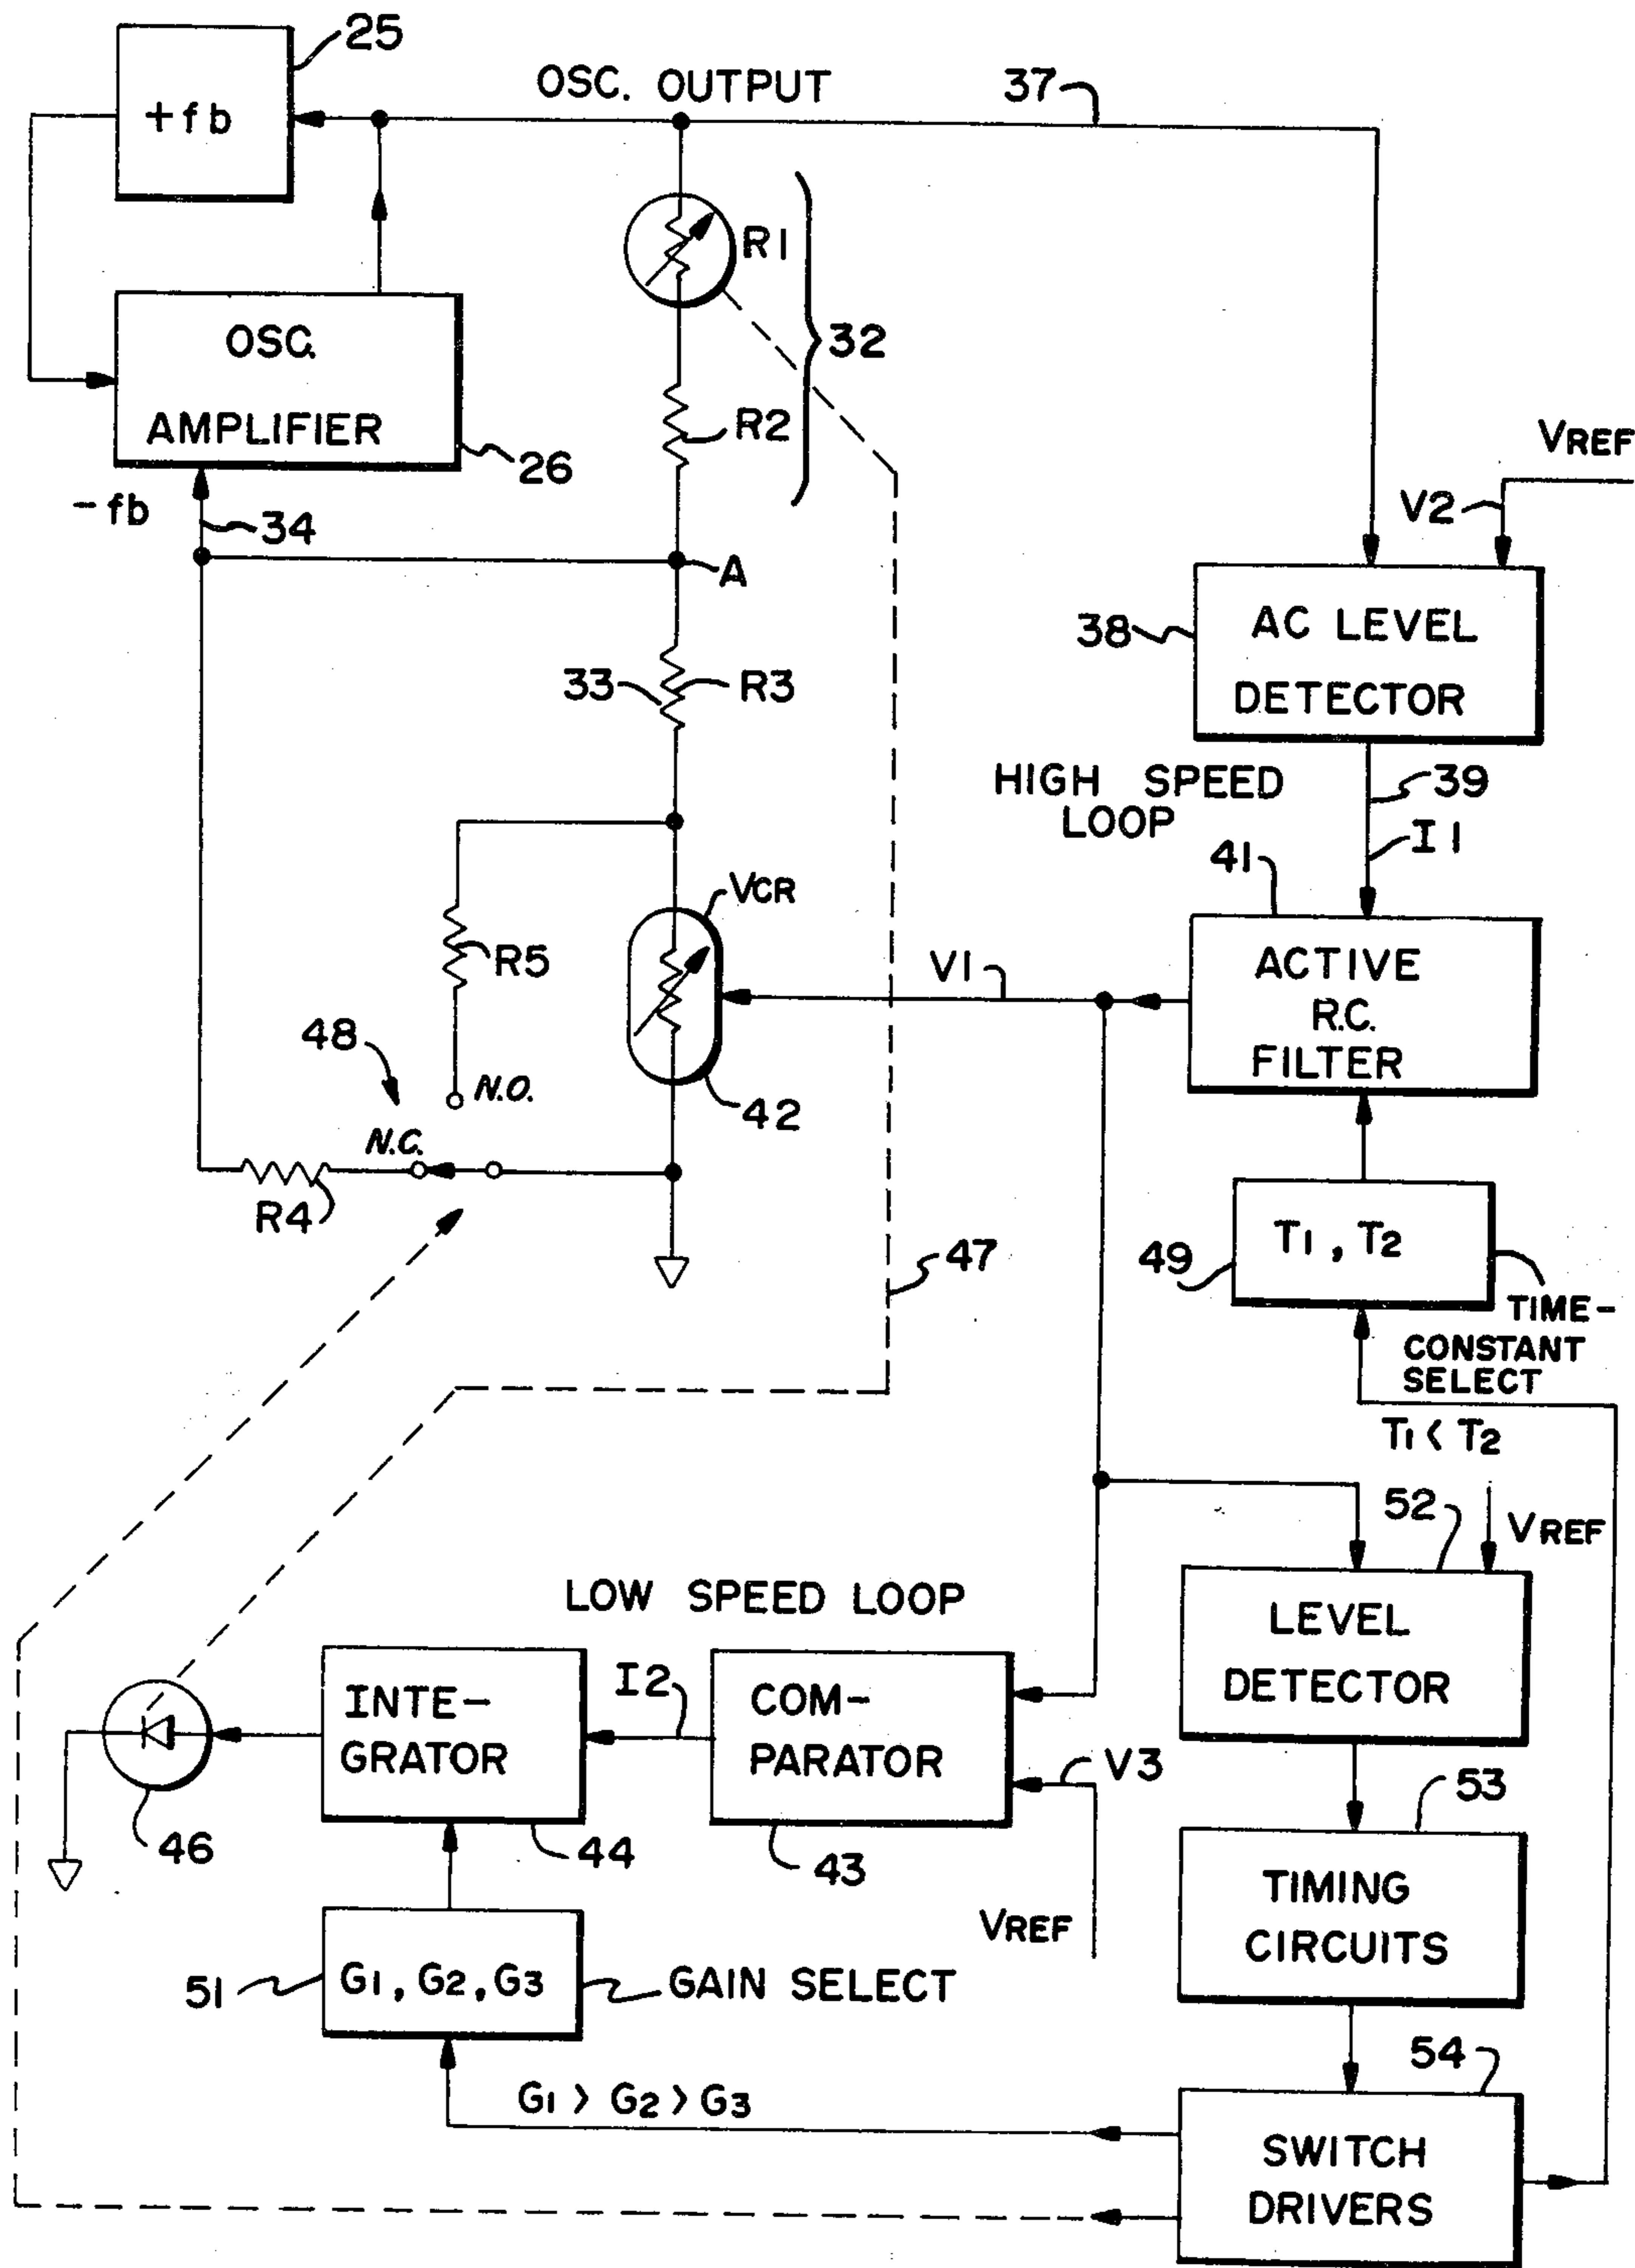 25
+fb
OSC. OUTPUT
37
R1
32
OSC.
AMPLIFIER
R2
26
VREF
V2
-fb
34
A
38
AC LEVEL
DETECTOR
33
R3
HIGH SPEED
LOOP
39
I1
41
VCR
R5
V1
ACTIVE
R.C.
FILTER
48
N.O.
42
N.C.
R4
47
49
T1, T2
TIME-
CONSTANT
SELECT
T1 < T2
52
VREF
LOW SPEED LOOP
LEVEL
DETECTOR
I2
INTE-
GRATOR
COM-
PARATOR
V3
53
46
44
43
TIMING
CIRCUITS
VREF
51
G1, G2, G3
GAIN SELECT
54
G1 > G2 > G3
SWITCH
DRIVERS